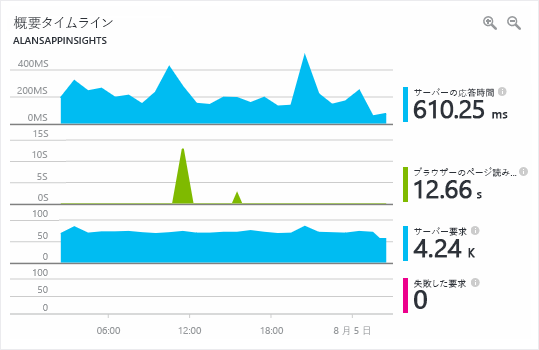 概要タイムライン
ALANSAPPINSIGHTS
400MS
200MS
0MS
サーバーの応答時間
610.25 ms
15S
10S
5S
0S
ブラウザーのページ読み...
12.66 s
100
50
0
サーバー要求
4.24 K
100
50
0
失敗した要求
0
06:00 12:00 18:00 8 月 5 日